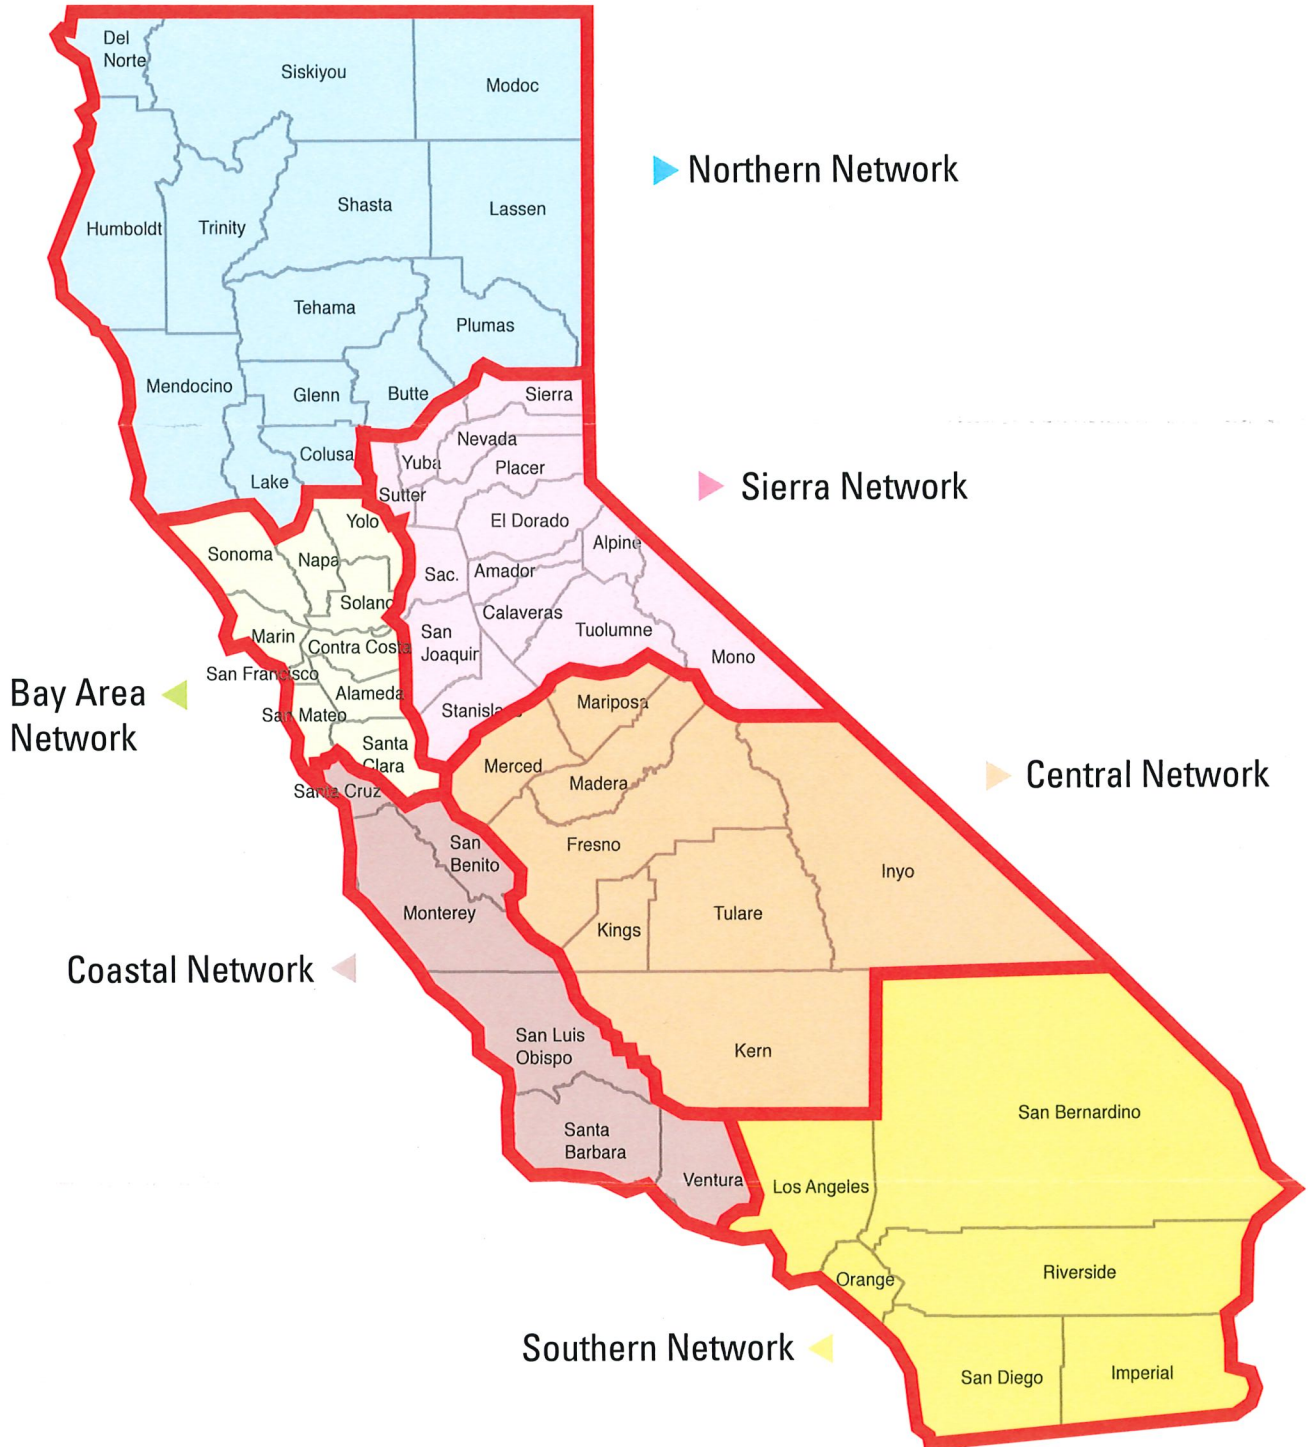 Del
Norte
Siskiyou
Modoc
Northern Network
Shasta
Lassen
Humboldt
Trinity
Tehama
Plumas
Mendocino
Glenn
Butte
Sierra
Nevada
Colusa
Yuba
Placer
Lake
Sutter
Sierra Network
Yolo
El Dorado
Alpine
Sonoma
Napa
Sac.
Amador
Solano
Calaveras
Marin
San
Joaquin
Tuolumne
Contra Costa
Mono
San Francisco
Bay Area
Network
Alameda
Mariposa
San Mateo
Stanislaus
Santa
Clara
Merced
Central Network
Madera
Santa Cruz
San
Benito
Fresno
Inyo
Monterey
Tulare
Kings
Coastal Network
San Luis
Obispo
Kern
San Bernardino
Santa
Barbara
Ventura
Los Angeles
Orange
Riverside
Southern Network
San Diego
Imperial